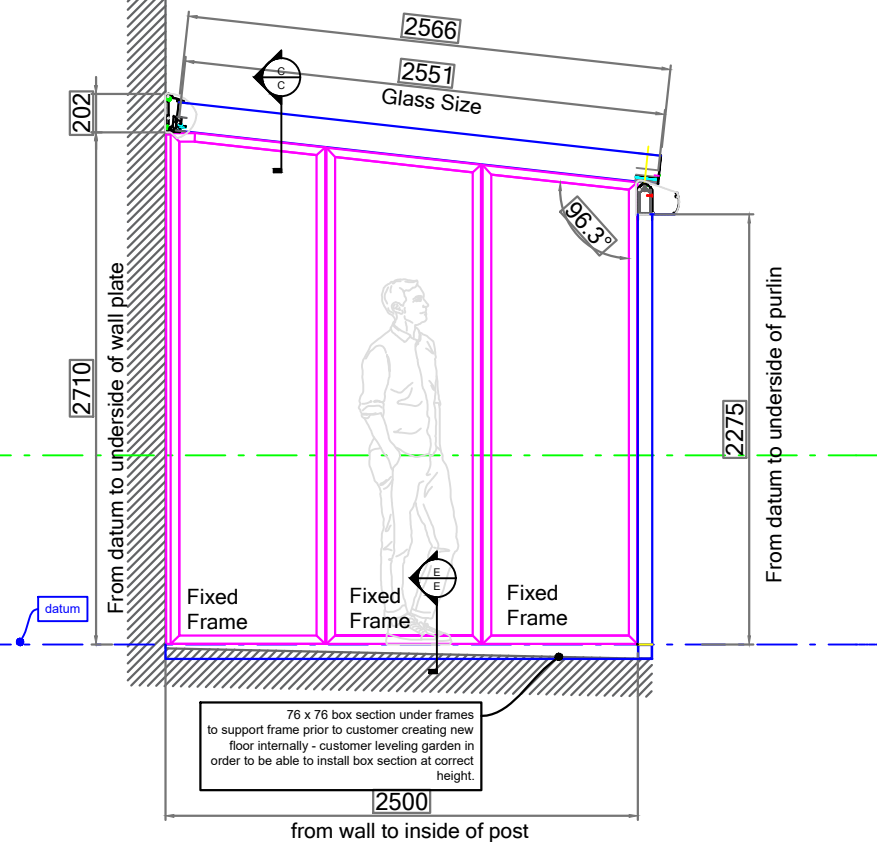 2566
2551
Glass Size
C
C
202
96.3°
From datum to underside of wall plate
2710
2275
From datum to underside of purlin
E
E
Fixed
Frame
Fixed
Frame
Fixed
Frame
datum
76 x 76 box section under frames
to support frame prior to customer creating new
floor internally - customer leveling garden in
order to be able to install box section at correct
height.
2500
from wall to inside of post